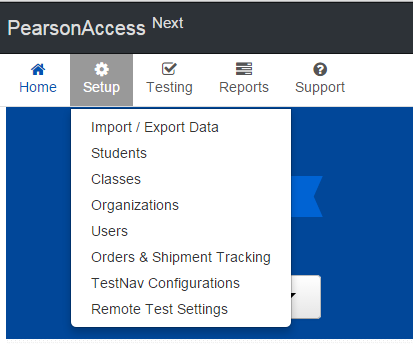 PearsonAccess Next
Home Setup Testing Reports Support
Import / Export Data
Students
Classes
Organizations
Users
Orders & Shipment Tracking
TestNav Configurations
Remote Test Settings